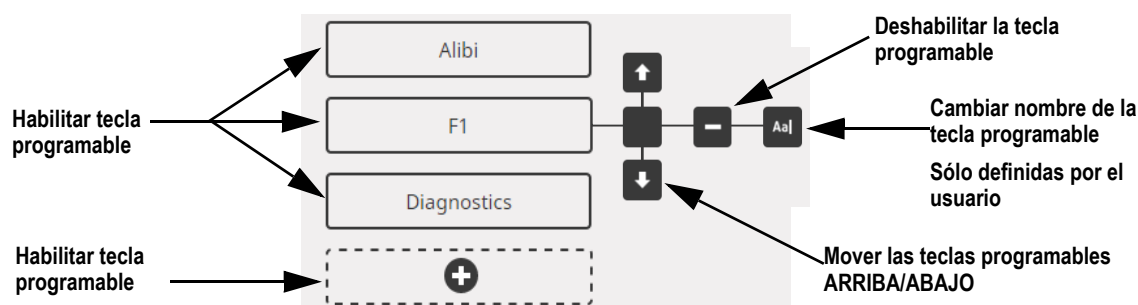 Alibi
F1
Diagnostics
Aa
Habilitar tecla
programable
Habilitar tecla
programable
Deshabilitar la tecla
programable
Cambiar nombre de la
tecla programable
Sólo definidas por el
usuario
Mover las teclas programables
ARRIBA/ABAJO